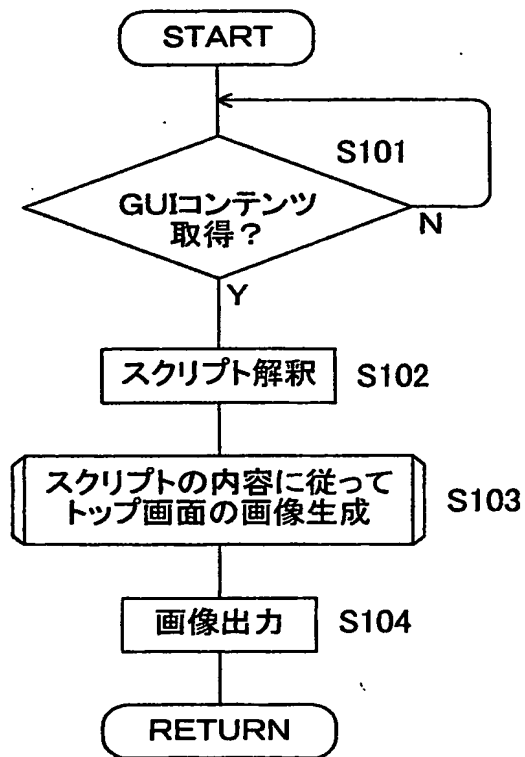 START
S101
GUIコンテンツ
取得？
N
Y
スクリプト解釈
S102
スクリプトの内容に従って
トップ画面の画像生成
S103
画像出力
S104
RETURN